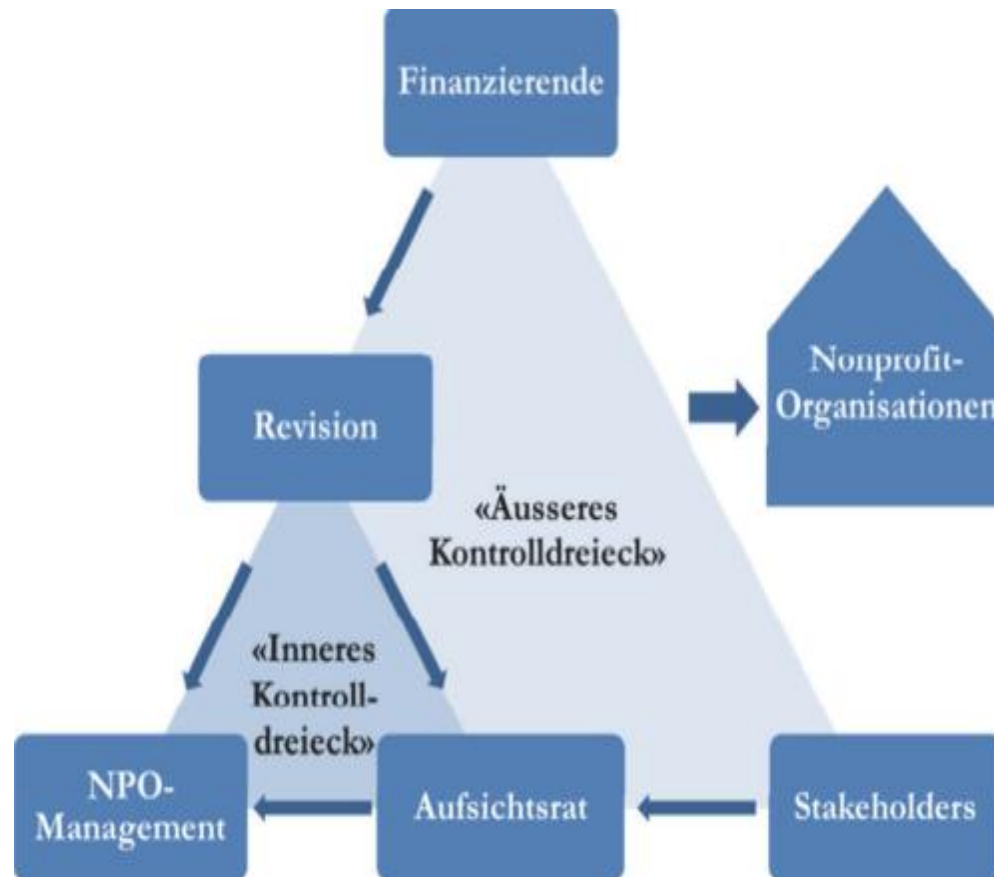 Finanzierende
Nonprofit-
Organisationen
Revision
«Äusseres
Kontrolldreieck»
«Inneres
Kontroll-
dreieck»
NPO-
Management
Aufsichtsrat
Stakeholders